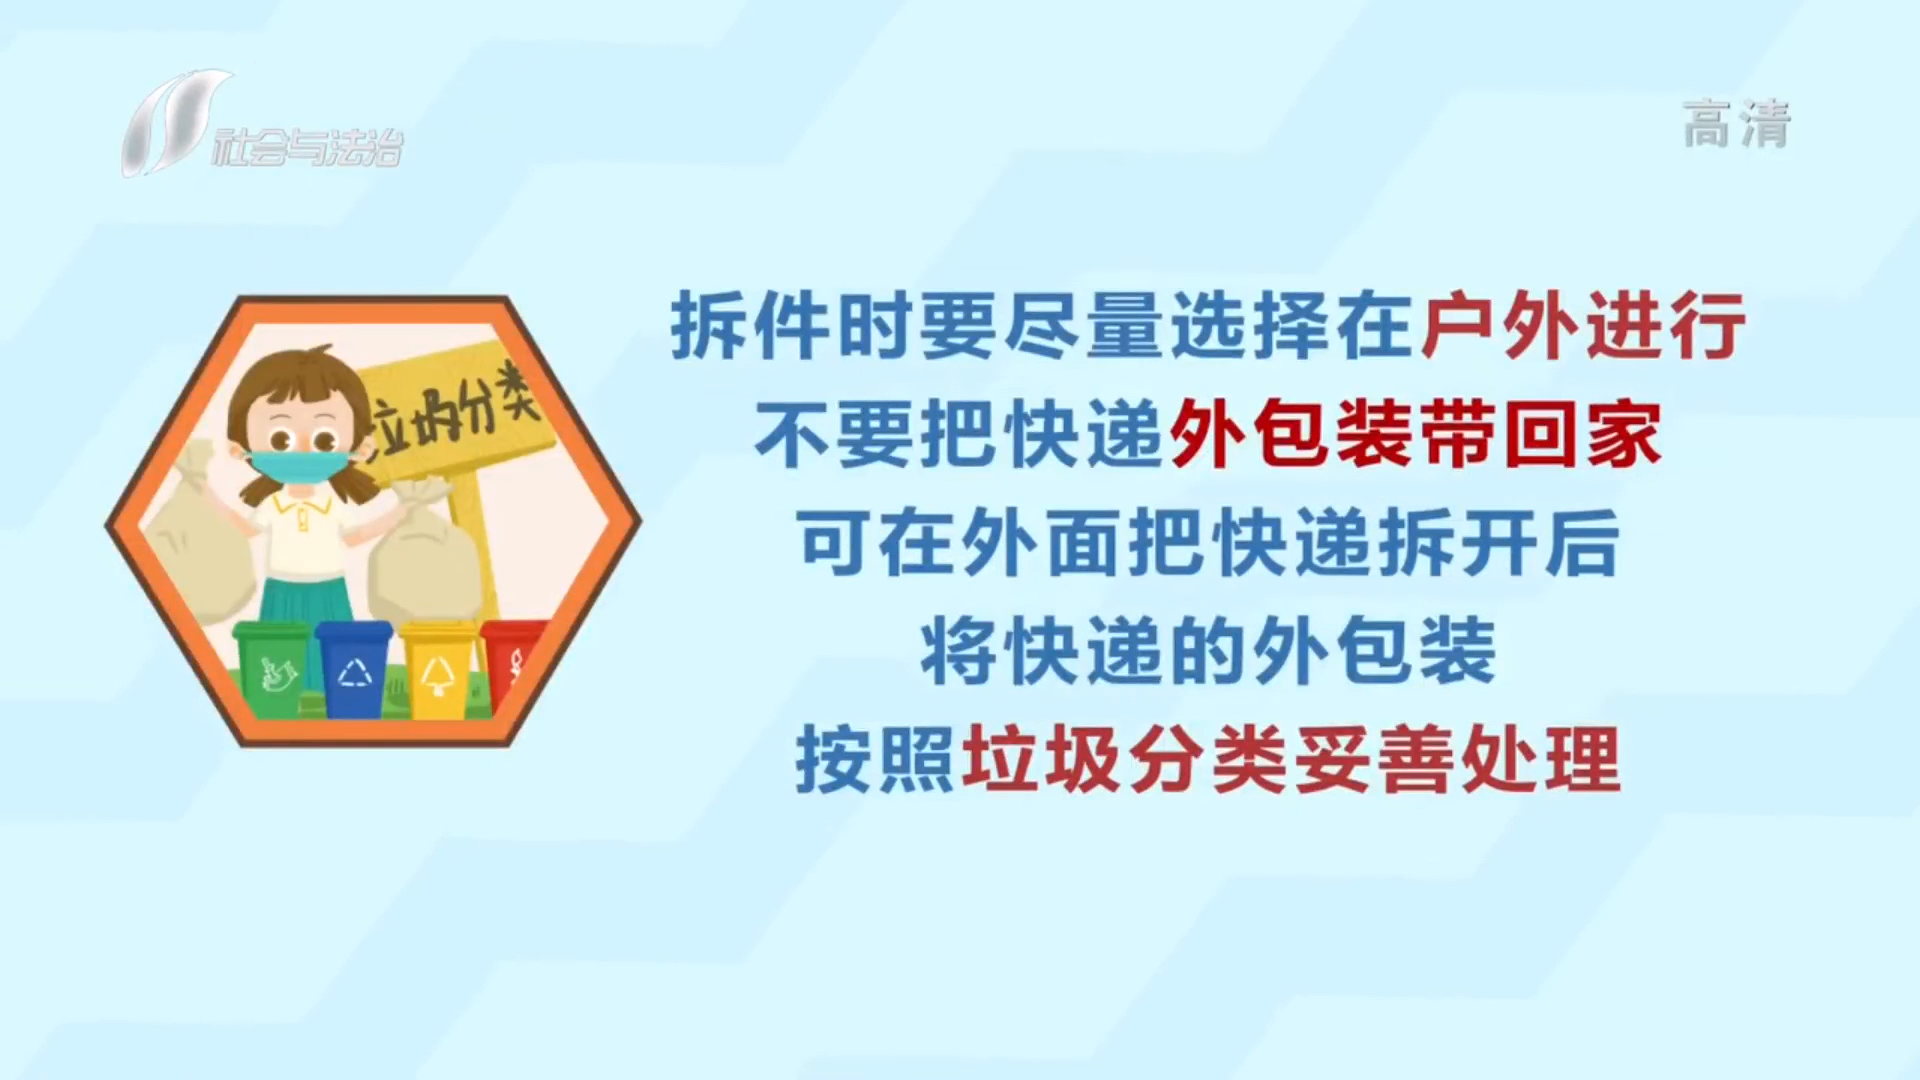 社会与法治
高清
垃圾分类
拆件时要尽量选择在户外进行
不要把快递外包装带回家
可在外面把快递拆开后
将快递的外包装
按照垃圾分类妥善处理